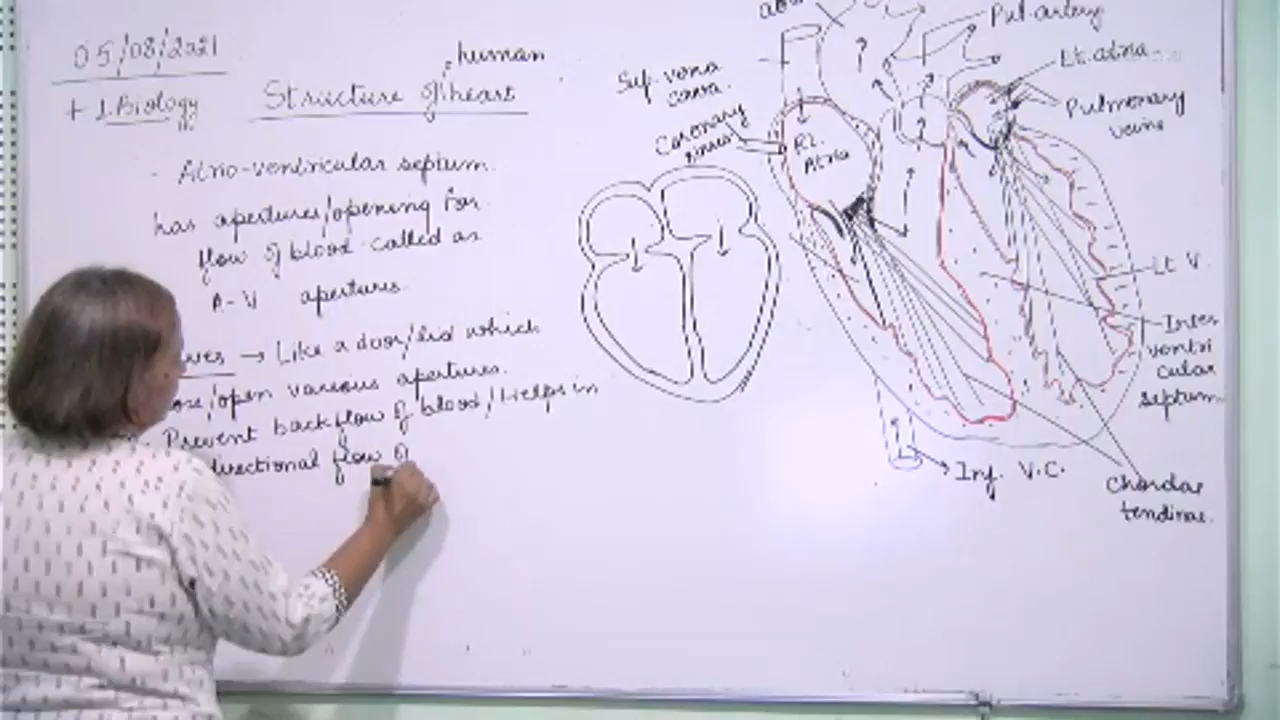 05/08/2021
+ 1. Biology
Structure of human heart
- Atrio-ventricular septum
has apertures/opening for
flow of blood called as
A-V apertures.
→ Like a door/lid which
/open various apertures.
Prevent backflow of blood/Helps in
directional flow of
Pul. artery
Lt. atria
Pulmonary
veins
Sup. vena
cava.
Coronary
sinus
Rt.
Atria
Lt V.
Inter
ventri
cular
septum
Inf. V.C.
Chordae
tendinae.